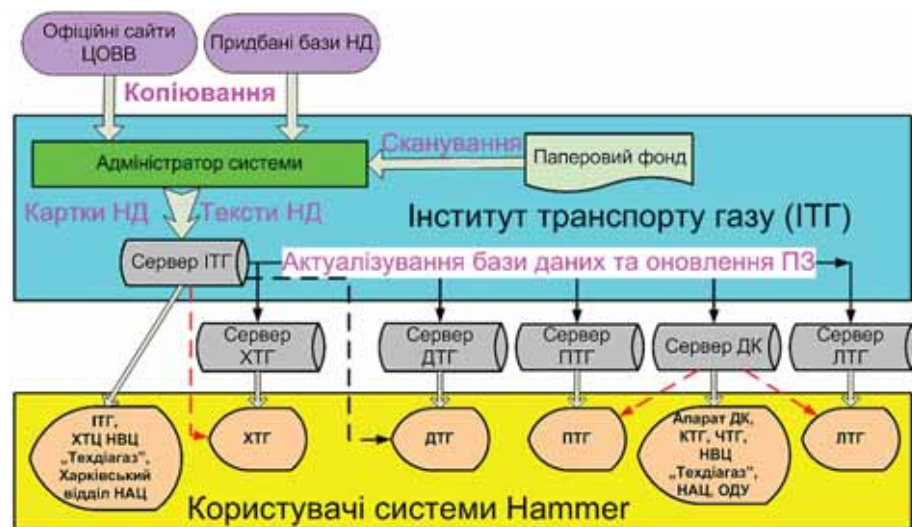 Офіційні сайти
ЦОВВ
Придбані бази НД
Копіювання
Адміністратор системи
Сканування
Паперовий фонд
Картки НД
Тексти НД
Інститут транспорту газу (ІТГ)
Сервер ІТГ
Актуалізування бази даних та оновлення ПЗ
Сервер
ХТГ
Сервер
ДТГ
Сервер
ПТГ
Сервер ДК
Сервер
ЛТГ
ІТГ,
ХТЦ НВЦ
„Техдіагаз”,
Харківський
відділ НАЦ
ХТГ
ДТГ
ПТГ
Апарат ДК,
КТГ, ЧТГ,
НВЦ
„Техдіагаз”,
НАЦ, ОДУ
ЛТГ
Користувачі системи Hammer